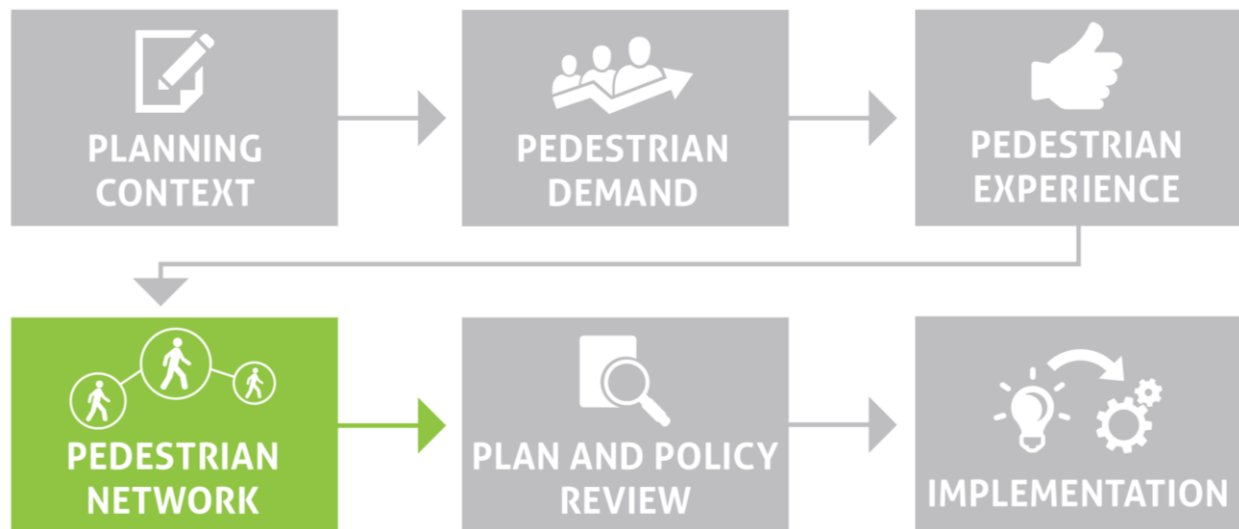 PLANNING
CONTEXT
PEDESTRIAN
DEMAND
PEDESTRIAN
EXPERIENCE
PEDESTRIAN
NETWORK
PLAN AND POLICY
REVIEW
IMPLEMENTATION